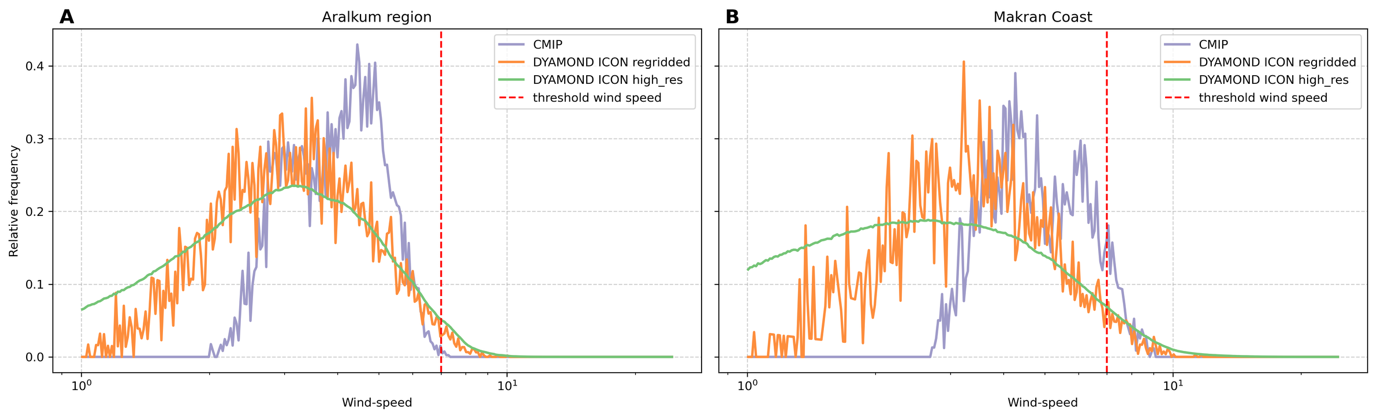 A Aralkum region
CMIP
DYAMOND ICON regridded
DYAMOND ICON high_res
threshold wind speed
Relative frequency
0.4
0.3
0.2
0.1
0.0
10⁰ 10¹
Wind-speed
B Makran Coast
CMIP
DYAMOND ICON regridded
DYAMOND ICON high_res
threshold wind speed
10⁰ 10¹
Wind-speed